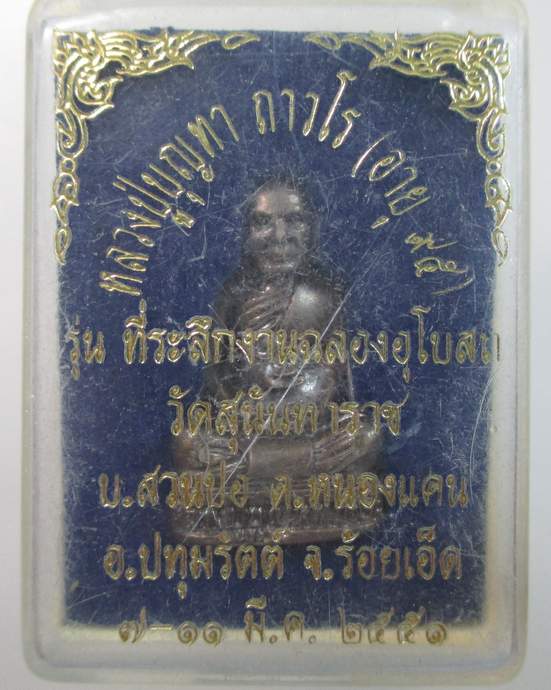 หลวงปู่บุญทา ถาวโร (อายุ ๙๕)
รุ่น ที่ระลึกงานฉลองอุโบสถ
วัดสุนันทาราช
บ.สวนปอ ต.หนองแคน
อ.ปทุมรัตต์ จ.ร้อยเอ็ด
๗-๑๑ มี.ค. ๒๕๕๑